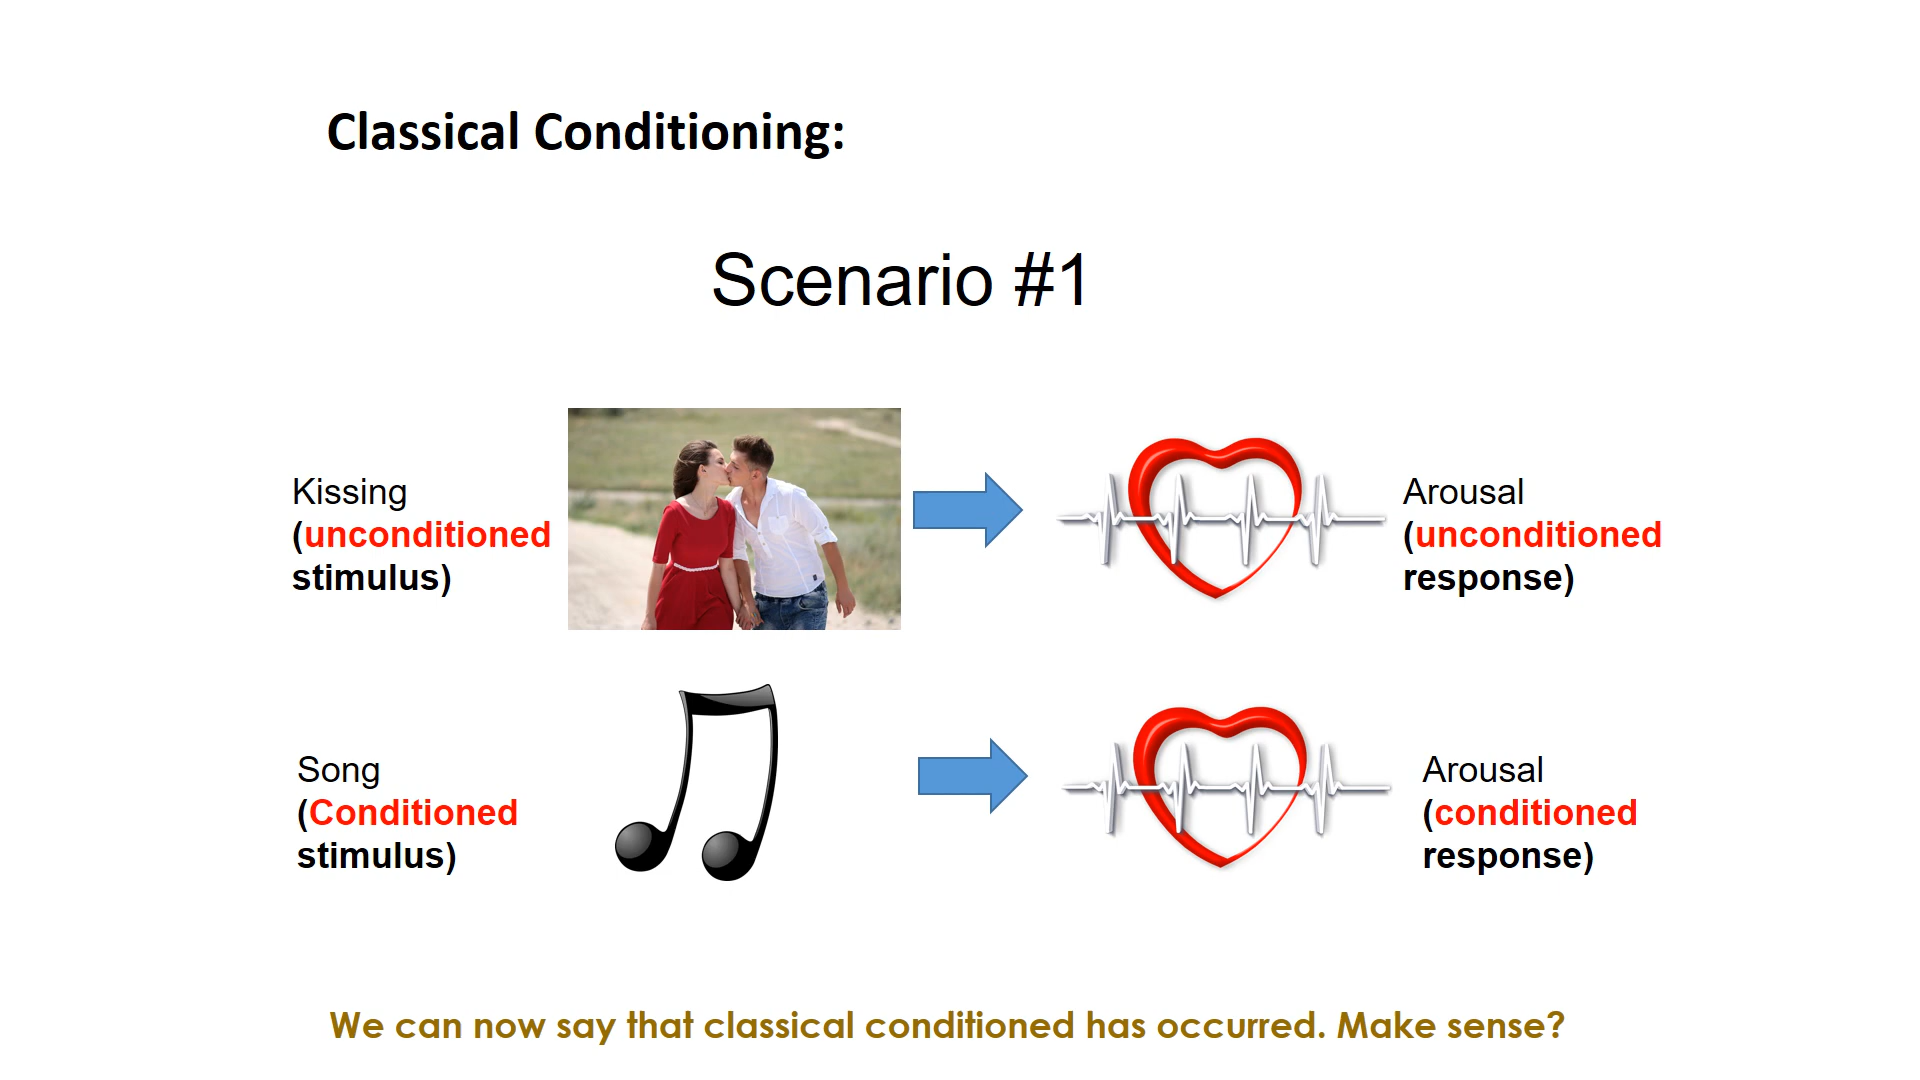 Classical Conditioning:
Scenario #1
Kissing
(unconditioned
stimulus)
Arousal
(unconditioned
response)
Song
(Conditioned
stimulus)
Arousal
(conditioned
response)
We can now say that classical conditioned has occurred. Make sense?